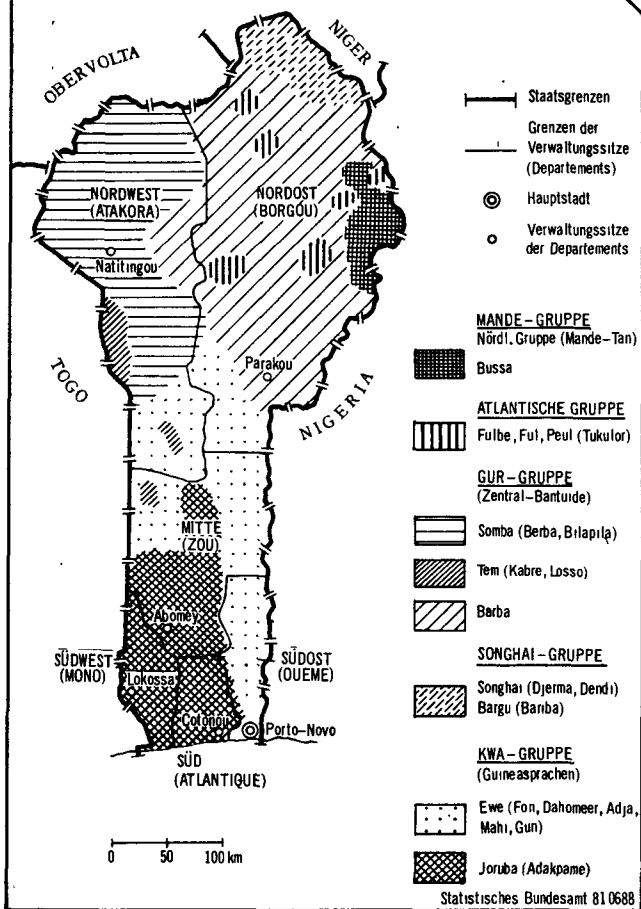 OBERVOLTA
NIGER
NORDWEST
(ATAKORA)
Natitingou
NORDOST
(BORGOU)
Parakou
TOGO
NIGERIA
MITTE
(ZOU)
Abomey
SÜDWEST
(MONO)
Lokossa
SÜDOST
(OUEME)
Cotonou
Porto-Novo
SÜD
(ATLANTIQUE)
0 50 100 km
Staatsgrenzen
Grenzen der
Verwaltungssitze
(Departements)
Hauptstadt
Verwaltungssitze
der Departements
MANDE-GRUPPE
Nördl. Gruppe (Mande-Tan)
Bussa
ATLANTISCHE GRUPPE
Fulbe, Ful, Peul (Tukulor)
GUR-GRUPPE
(Zentral-Bantuide)
Somba (Berba, Bilapila)
Tem (Kabre, Losso)
Barba
SONGHAI-GRUPPE
Songhai (Djerma, Dendi)
Bargu (Bariba)
KWA-GRUPPE
(Guineasprachen)
Ewe (Fon, Dahomeer, Adja,
Mahi, Gun)
Joruba (Adakpame)
Statistisches Bundesamt 81 0688